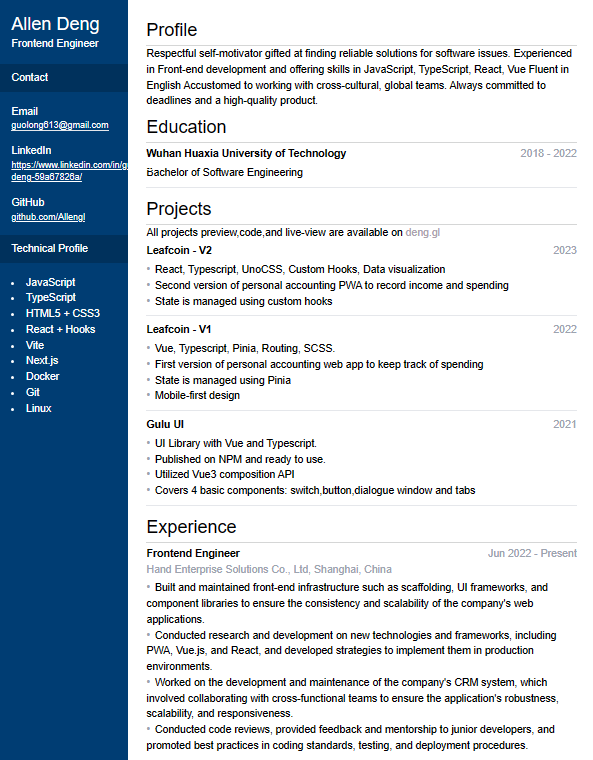 Allen Deng
Frontend Engineer
Contact
Email
guolong613@gmail.com
LinkedIn
https://www.linkedin.com/in/g
deng-59a67826a/
GitHub
github.com/Allengl
Technical Profile
• JavaScript
• TypeScript
• HTML5 + CSS3
• React + Hooks
• Vite
• Next.js
• Docker
• Git
• Linux
Profile
Respectful self-motivator gifted at finding reliable solutions for software issues. Experienced
in Front-end development and offering skills in JavaScript, TypeScript, React, Vue Fluent in
English Accustomed to working with cross-cultural, global teams. Always committed to
deadlines and a high-quality product.
Education
Wuhan Huaxia University of Technology 2018 - 2022
Bachelor of Software Engineering
Projects
All projects preview,code,and live-view are available on deng.gl
Leafcoin - V2 2023
• React, Typescript, UnoCSS, Custom Hooks, Data visualization
• Second version of personal accounting PWA to record income and spending
• State is managed using custom hooks
Leafcoin - V1 2022
• Vue, Typescript, Pinia, Routing, SCSS.
• First version of personal accounting web app to keep track of spending
• State is managed using Pinia
• Mobile-first design
Gulu UI 2021
• UI Library with Vue and Typescript.
• Published on NPM and ready to use.
• Utilized Vue3 composition API
• Covers 4 basic components: switch,button,dialogue window and tabs
Experience
Frontend Engineer Jun 2022 - Present
Hand Enterprise Solutions Co., Ltd, Shanghai, China
• Built and maintained front-end infrastructure such as scaffolding, UI frameworks, and
component libraries to ensure the consistency and scalability of the company's web
applications.
• Conducted research and development on new technologies and frameworks, including
PWA, Vue.js, and React, and developed strategies to implement them in production
environments.
• Worked on the development and maintenance of the company's CRM system, which
involved collaborating with cross-functional teams to ensure the application's robustness,
scalability, and responsiveness.
• Conducted code reviews, provided feedback and mentorship to junior developers, and
promoted best practices in coding standards, testing, and deployment procedures.